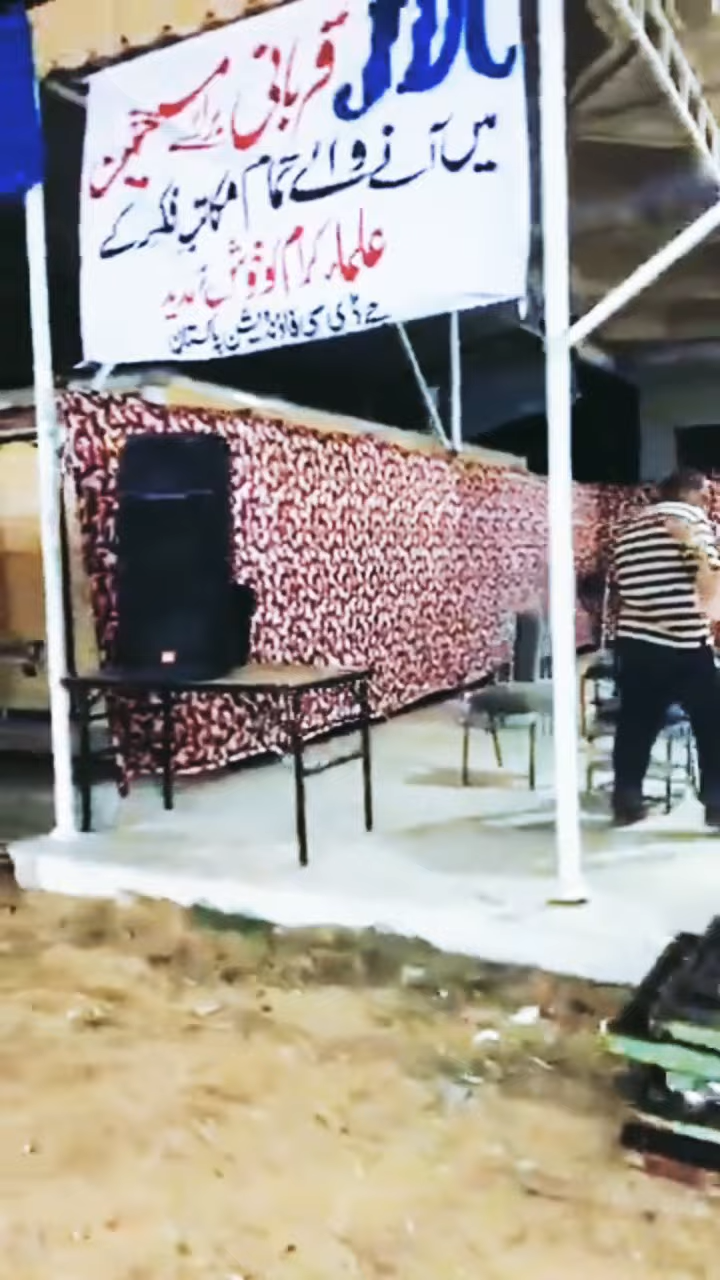 قربانی برائے مستحقین
میں آنے والے تمام مکاتبِ فکر کے
علماء کرام کو خوش آمدید
جے ڈی سی فاؤنڈیشن پاکستان